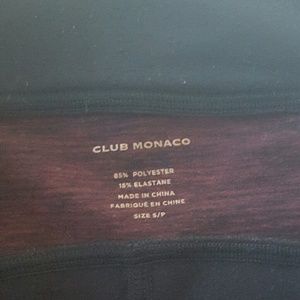 CLUB MONACO
85% POLYESTER
15% ELASTANE
MADE IN CHINA
FABRIQUÉ EN CHINE
SIZE S/P